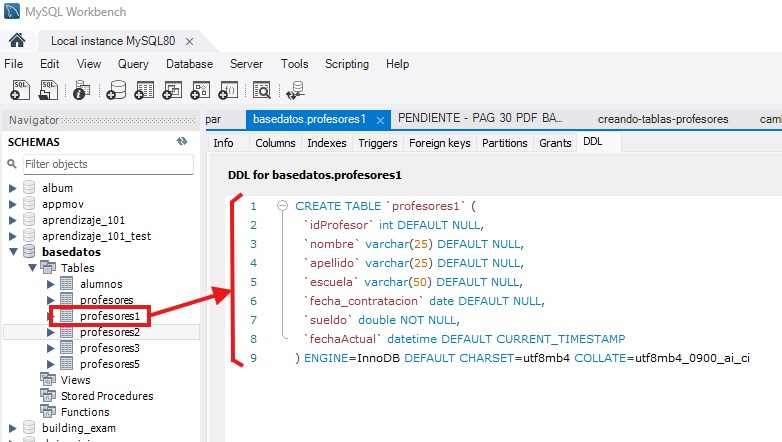 MySQL Workbench
Local instance MySQL80 ×
File Edit View Query Database Server Tools Scripting Help
Navigator
SCHEMAS
Filter objects
album
appmov
aprendizaje_101
aprendizaje_101_test
basedatos
Tables
alumnos
profesores
profesores1
profesores2
profesores3
profesores5
Views
Stored Procedures
Functions
building_exam
par basedatos.profesores1 × PENDIENTE - PAG 30 PDF BA... creando-tablas-profesores caml
Info Columns Indexes Triggers Foreign keys Partitions Grants DDL
DDL for basedatos.profesores1
1 CREATE TABLE `profesores1` (
2 `idProfesor` int DEFAULT NULL,
3 `nombre` varchar(25) DEFAULT NULL,
4 `apellido` varchar(25) DEFAULT NULL,
5 `escuela` varchar(50) DEFAULT NULL,
6 `fecha_contratacion` date DEFAULT NULL,
7 `sueldo` double NOT NULL,
8 `fechaActual` datetime DEFAULT CURRENT_TIMESTAMP
9 ) ENGINE=InnoDB DEFAULT CHARSET=utf8mb4 COLLATE=utf8mb4_0900_ai_ci